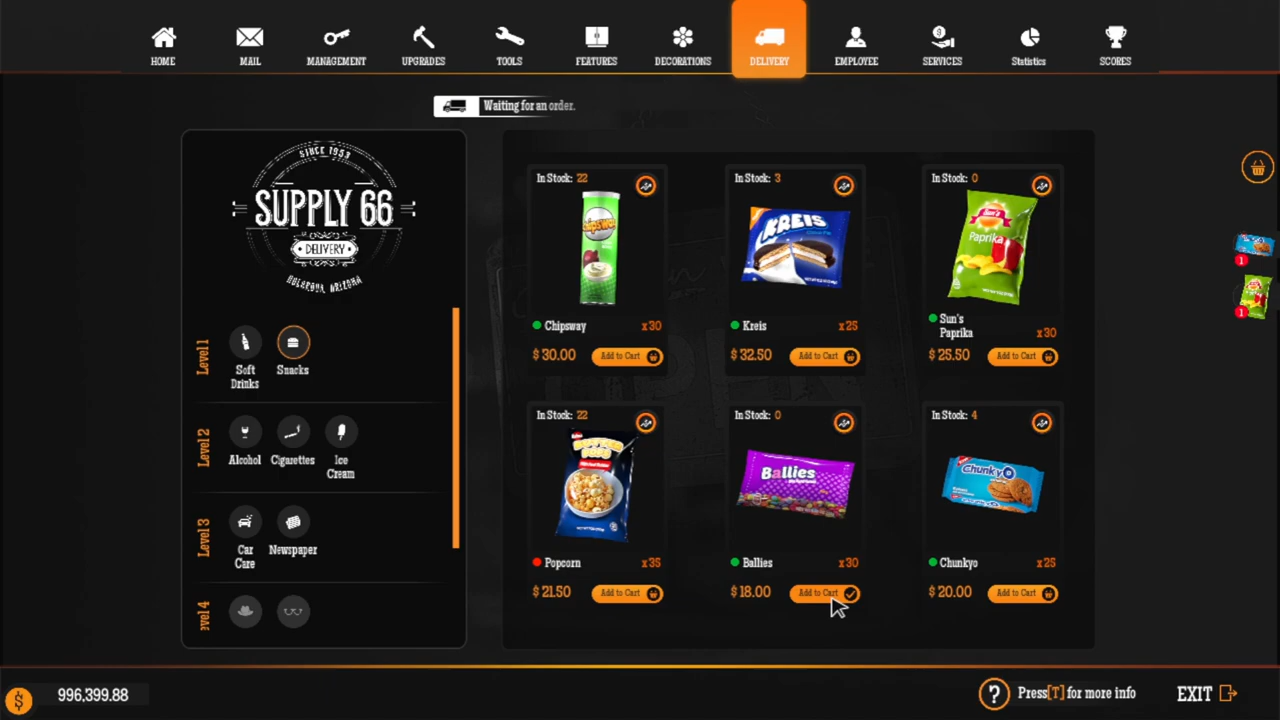 HOME
MAIL
MANAGEMENT
UPGRADES
TOOLS
FEATURES
DECORATIONS
DELIVERY
EMPLOYEE
SERVICES
Statistics
SCORES
Waiting for an order.
SINCE 1953
SUPPLY 66
DELIVERY
Level 1
Soft Drinks
Snacks
Level 2
Alcohol
Cigarettes
Ice Cream
Level 3
Car Care
Newspaper
evel 4
In Stock: 22
Chipsway x30
$ 30.00 Add to Cart
In Stock: 3
KREIS
Kreis x25
$ 32.50 Add to Cart
In Stock: 0
Sun's
Paprika
Sun's Paprika x30
$ 25.50 Add to Cart
In Stock: 22
Popcorn x35
$ 21.50 Add to Cart
In Stock: 0
Ballies
Ballies x30
$ 18.00 Add to Cart
In Stock: 4
ChunkyO
Chunkyo x25
$ 20.00 Add to Cart
1
1
$ 996,399.88
? Press[T] for more info
EXIT